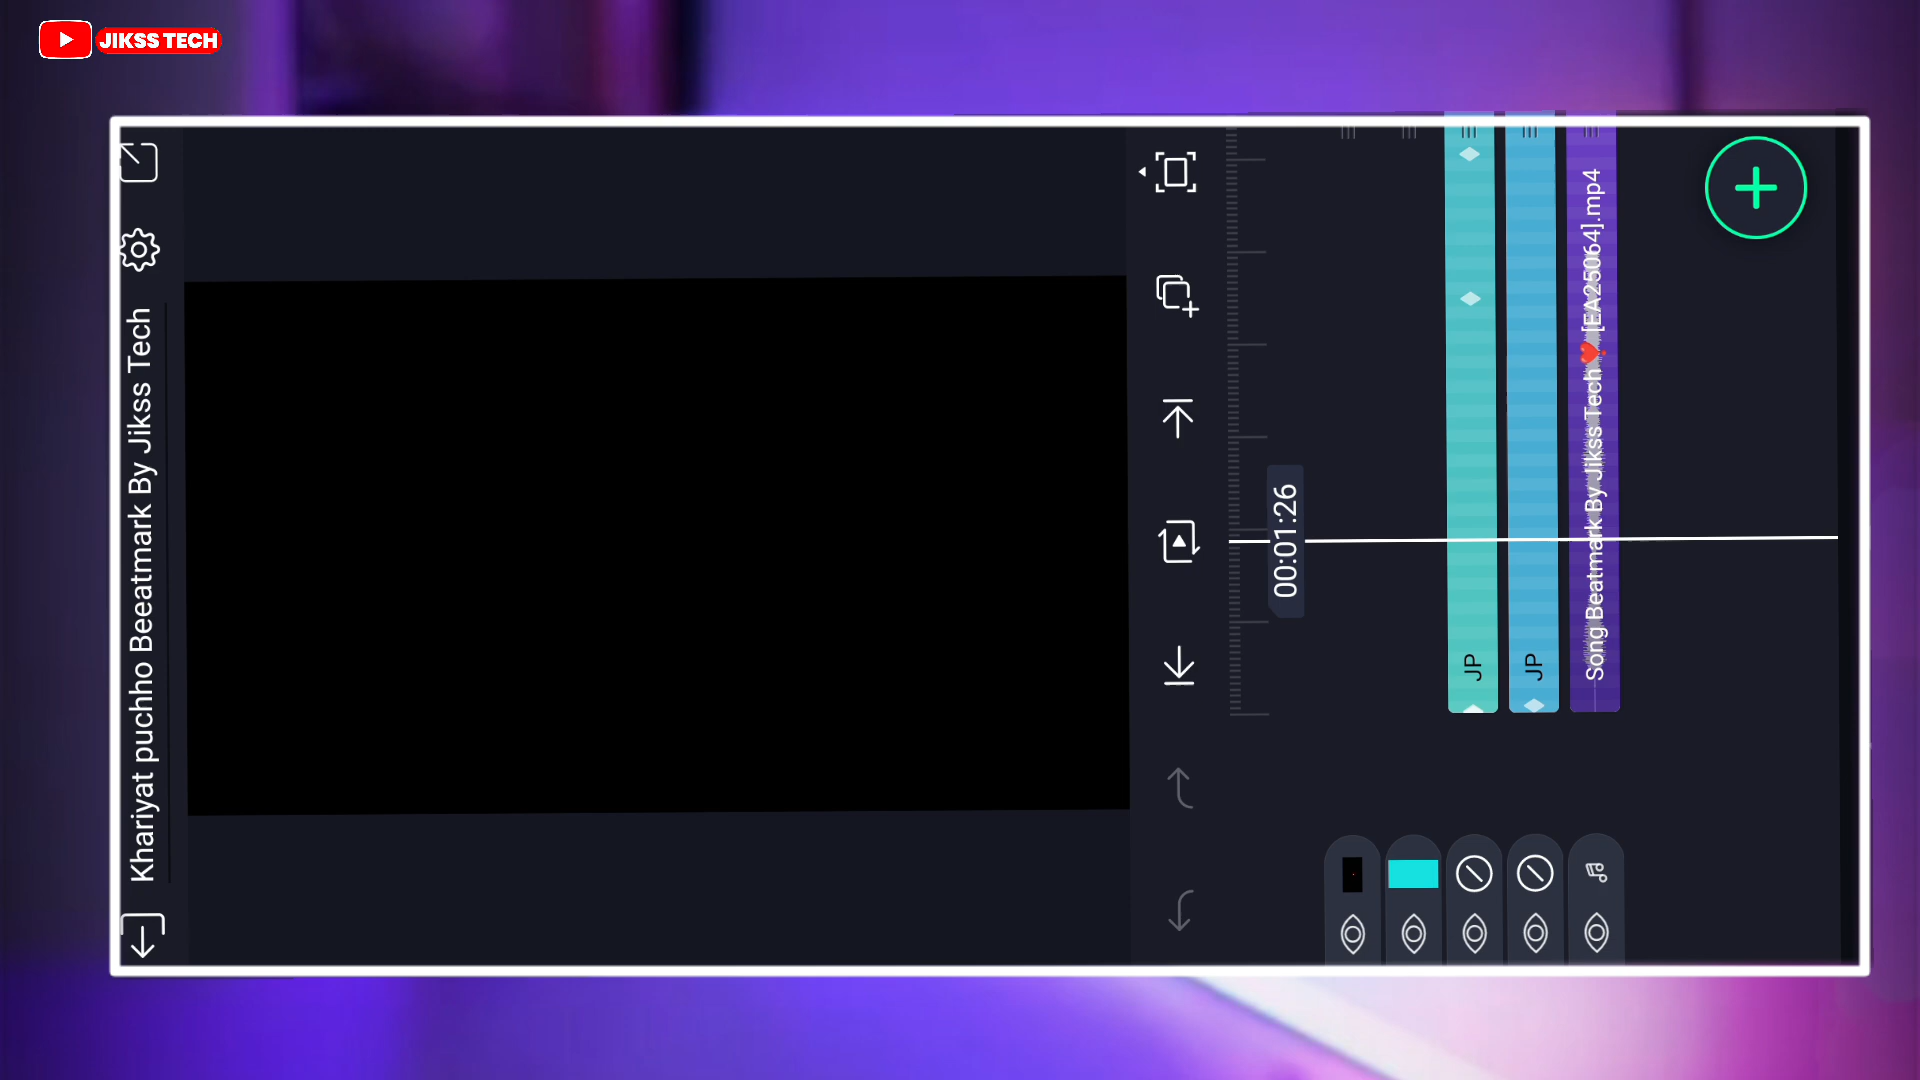 JIKSS TECH
Khariyat puchho Beeatmark By Jikss Tech
00:01:26
JP
JP
Song Beatmark By Jikss Tech❣️[EA25064].mp4